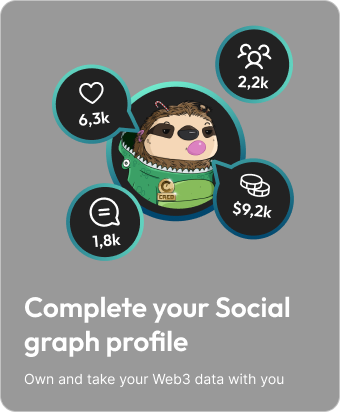 2,2k
6,3k
$9,2k
1,8k
C
CRED
Complete your Social
graph profile
Own and take your Web3 data with you